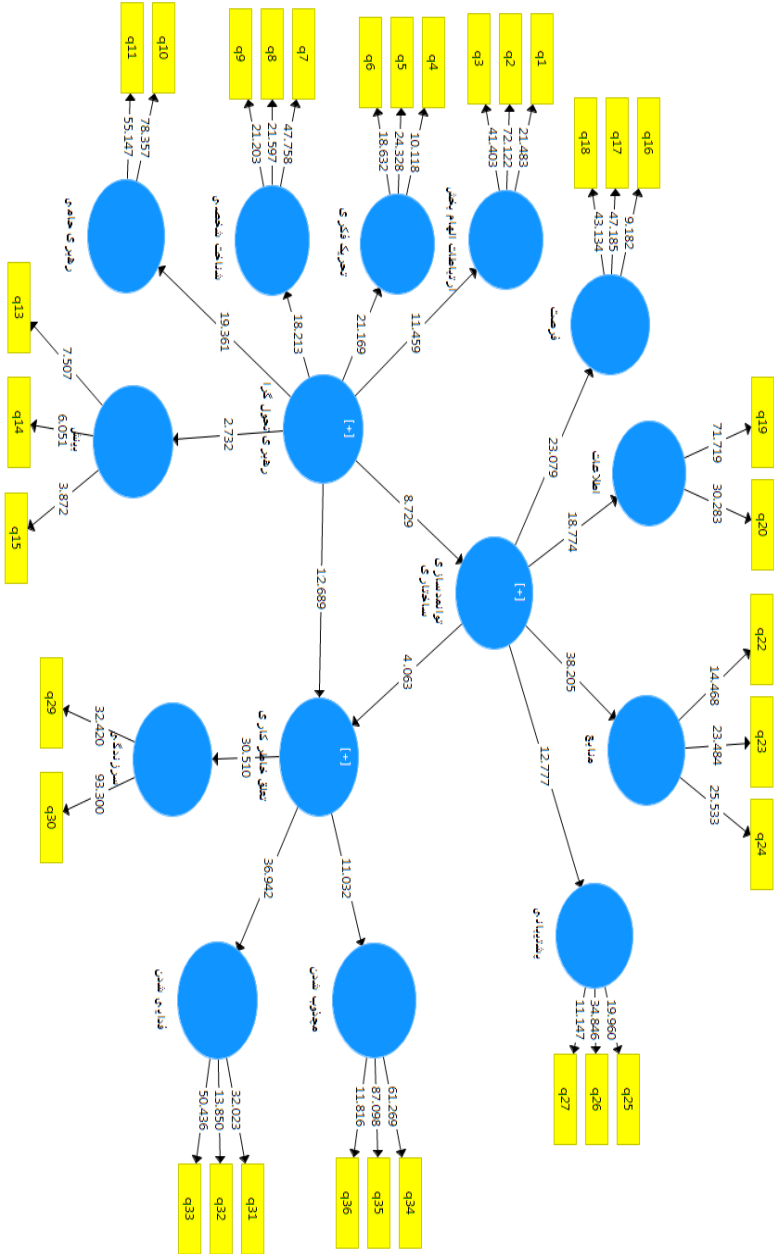 q19
q20
q22
q23
q24
71.719
30.283
14.468
23.484
25.533
q16
q17
q18
9.182
47.185
43.134
فرصت
اطلاعات
منابع
پشتیبانی
q25
q26
q27
19.960
34.846
11.147
23.079
18.774
38.205
12.777
[+]
توانمندسازی
ساختاری
q1
q2
q3
21.483
72.122
41.403
ارتباطات الهام بخش
q4
q5
q6
10.118
24.328
18.632
تحریک فکری
q7
q8
q9
47.758
21.597
21.203
شناخت شخصی
q10
q11
78.357
55.147
رهبری حامی
11.459
21.169
18.213
19.361
2.732
8.729
12.689
4.063
[+]
رهبری تحول گرا
بینش
7.507
6.051
3.872
q13
q14
q15
[+]
تعلق خاطر کاری
30.510
11.032
36.942
سرزندگی
32.420
93.300
q29
q30
مجذوب شدن
61.269
87.098
11.816
q34
q35
q36
فدایی شدن
32.023
13.850
50.436
q31
q32
q33